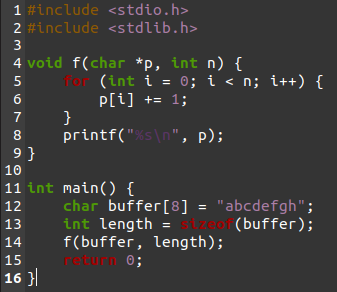 1 #include <stdio.h>
2 #include <stdlib.h>
3
4 void f(char *p, int n) {
5     for (int i = 0; i < n; i++) {
6         p[i] += 1;
7     }
8     printf("%s\n", p);
9 }
10
11 int main() {
12     char buffer[8] = "abcdefgh";
13     int length = sizeof(buffer);
14     f(buffer, length);
15     return 0;
16 }